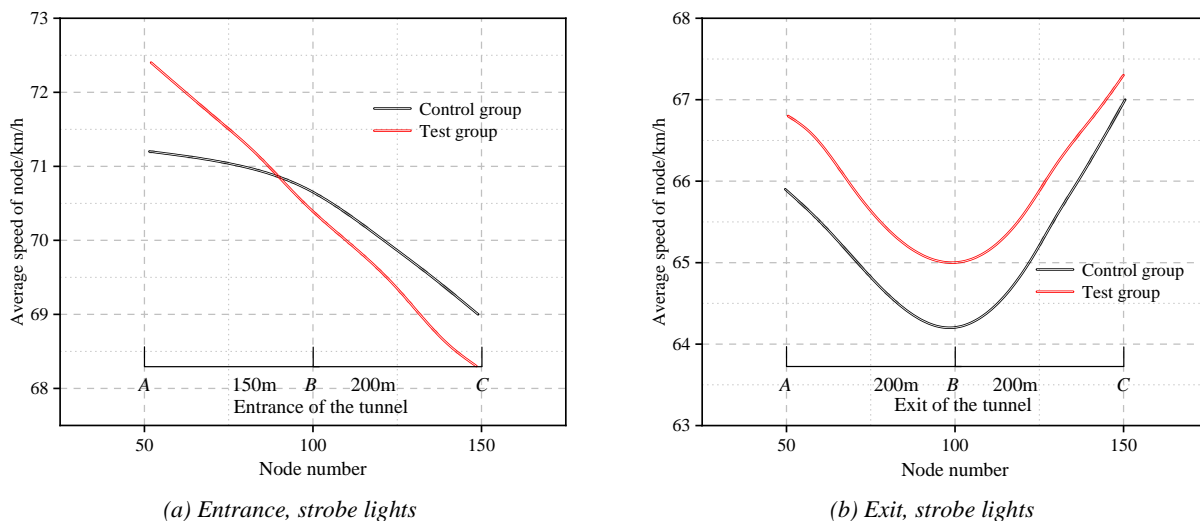 73
72
71
70
69
68
Average speed of node/km/h
Control group
Test group
A 150m B 200m C
Entrance of the tunnel
50 100 150
Node number
(a) Entrance, strobe lights
68
67
66
65
64
63
Average speed of node/km/h
Control group
Test group
A 200m B 200m C
Exit of the tunnel
50 100 150
Node number
(b) Exit, strobe lights